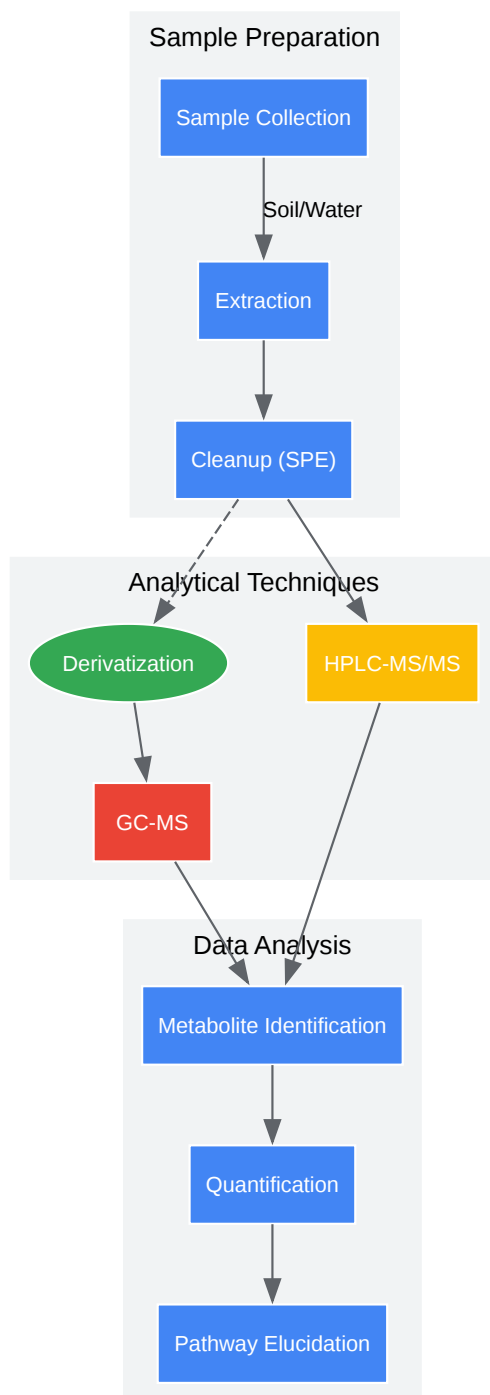 Sample Preparation
Sample Collection
Soil/Water
Extraction
Cleanup (SPE)
Analytical Techniques
Derivatization
HPLC-MS/MS
GC-MS
Data Analysis
Metabolite Identification
Quantification
Pathway Elucidation